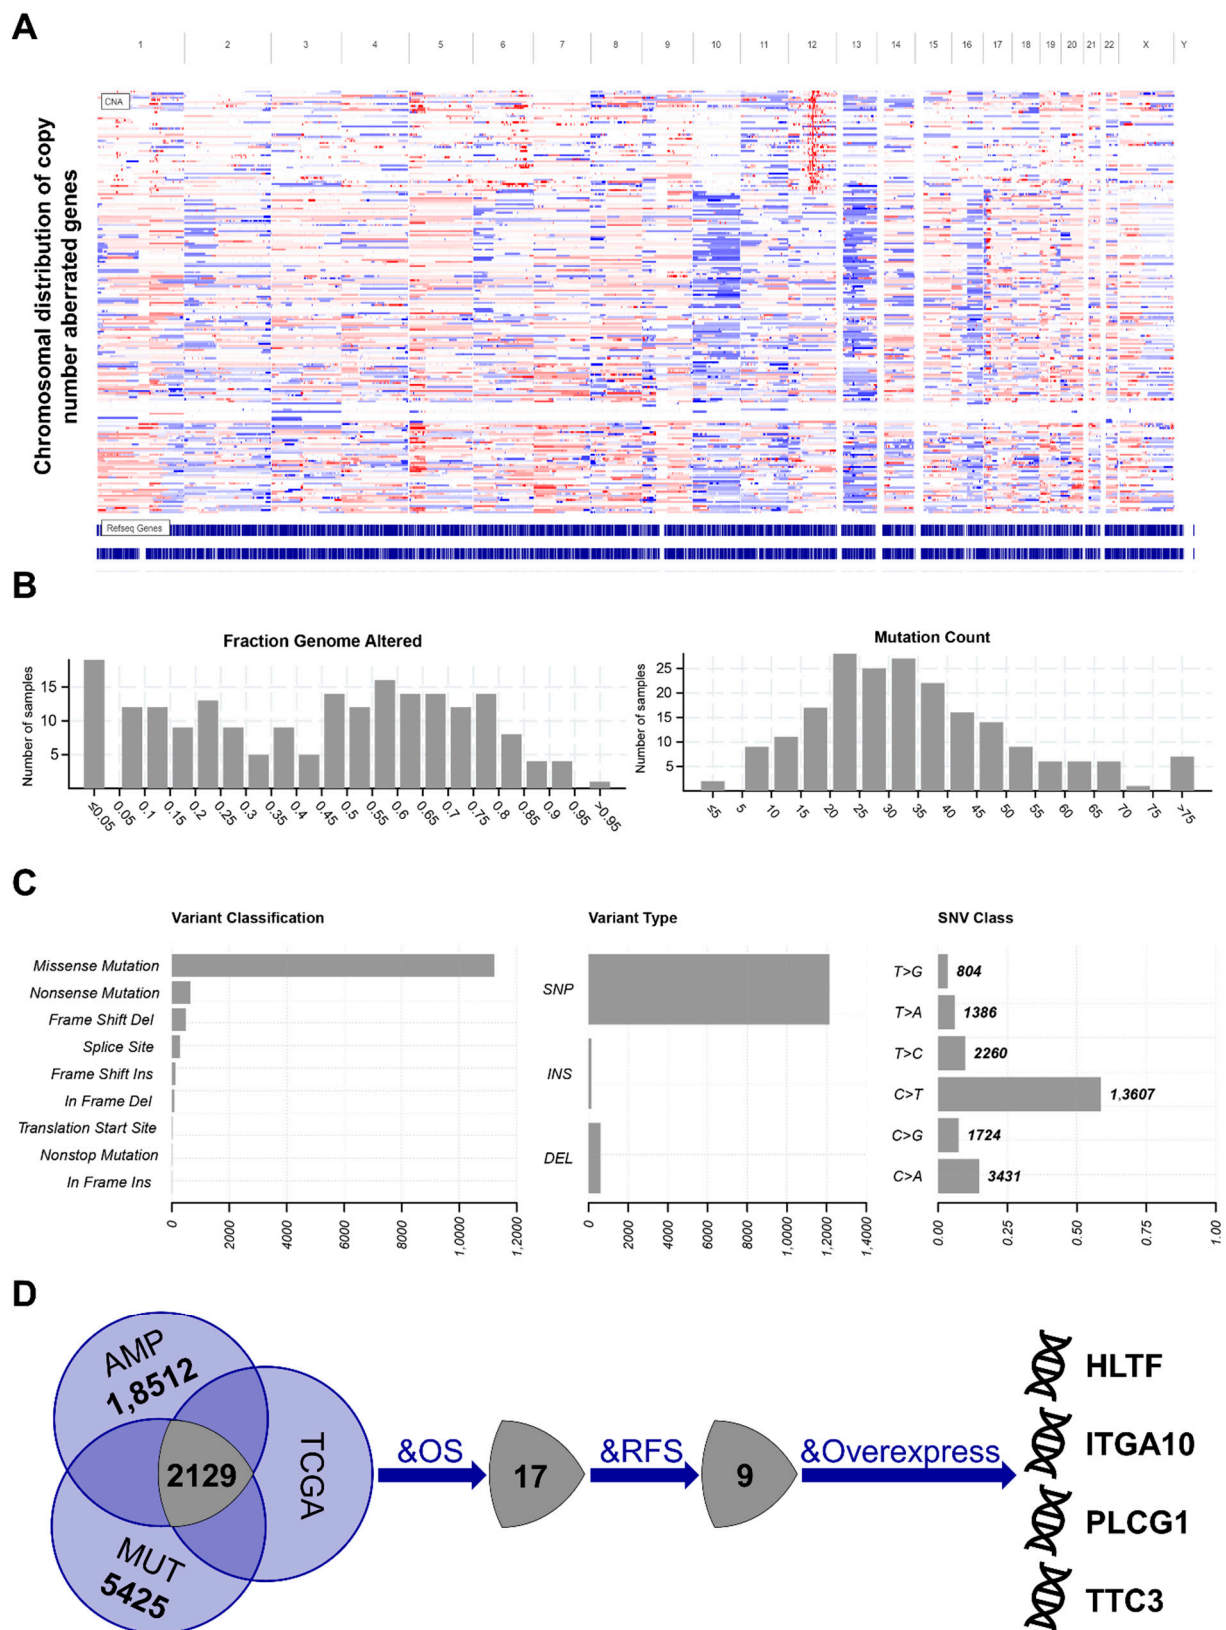 A
1 2 3 4 5 6 7 8 9 10 11 12 13 14 15 16 17 18 19 20 21 22 X Y
CNA
Chromosomal distribution of copy
number aberrated genes
Refseq Genes
B
Fraction Genome Altered
Number of samples
15
10
5
≤0.05 0.05 0.1 0.15 0.2 0.25 0.3 0.35 0.4 0.45 0.5 0.55 0.6 0.65 0.7 0.75 0.8 0.85 0.9 0.95 >0.95
Mutation Count
Number of samples
25
20
15
10
5
≤5 5 10 15 20 25 30 35 40 45 50 55 60 65 70 75 >75
C
Variant Classification
Missense Mutation
Nonsense Mutation
Frame Shift Del
Splice Site
Frame Shift Ins
In Frame Del
Translation Start Site
Nonstop Mutation
In Frame Ins
0 2000 4000 6000 8000 1,0000 1,2000
Variant Type
SNP
INS
DEL
0 2000 4000 6000 8000 1,0000 1,2000 1,4000
SNV Class
T>G 804
T>A 1386
T>C 2260
C>T 1,3607
C>G 1724
C>A 3431
0.0 0.25 0.50 0.75 1.0
D
AMP
1,8512
TCGA
2129
MUT
5425
&OS
17
&RFS
9
&Overexpress
HLTF
ITGA10
PLCG1
TTC3